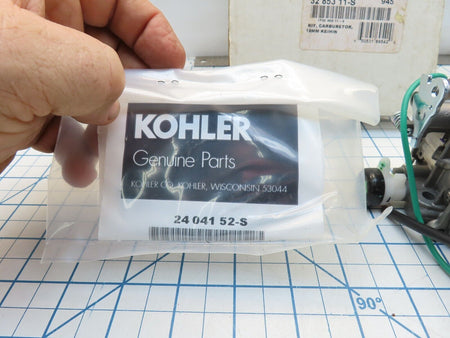 32 853 11-S
KIT, CARBURETOR,
KOHLER
Genuine Parts
KOHLER CO. KOHLER, WISCONSIN 53044
24 041 52-S
90°